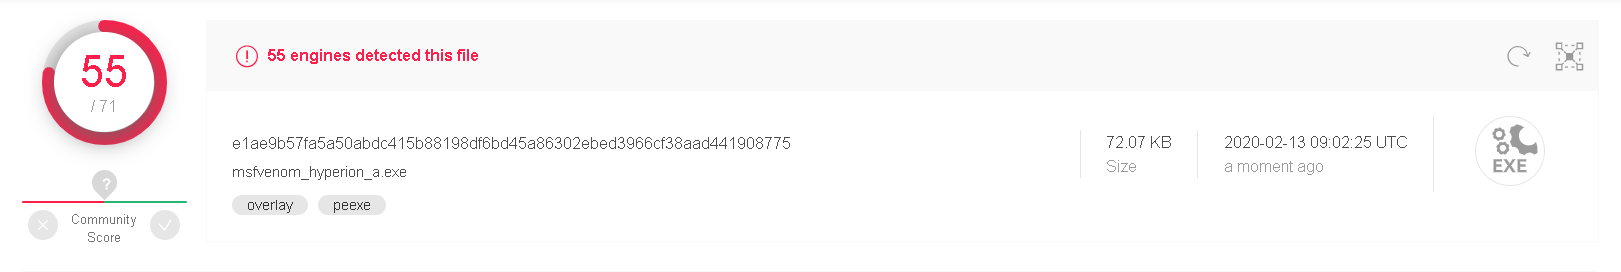 55
/ 71
?
Community
Score
55 engines detected this file
e1ae9b57fa5a50abdc415b88198df6bd45a86302ebed3966cf38aad441908775
msfvenom_hyperion_a.exe
overlay peexe
72.07 KB
Size
2020-02-13 09:02:25 UTC
a moment ago
EXE